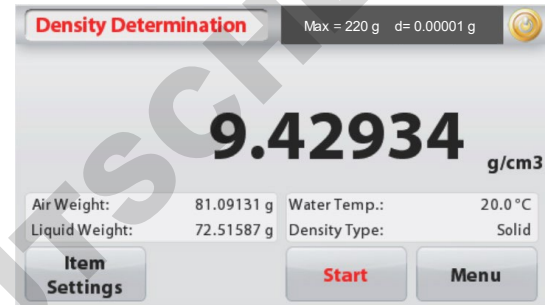 Density Determination Max = 220 g d= 0.00001 g
9.42934 g/cm3
Air Weight: 81.09131 g Water Temp.: 20.0°C
Liquid Weight: 72.51587 g Density Type: Solid
Item
Settings
Start Menu